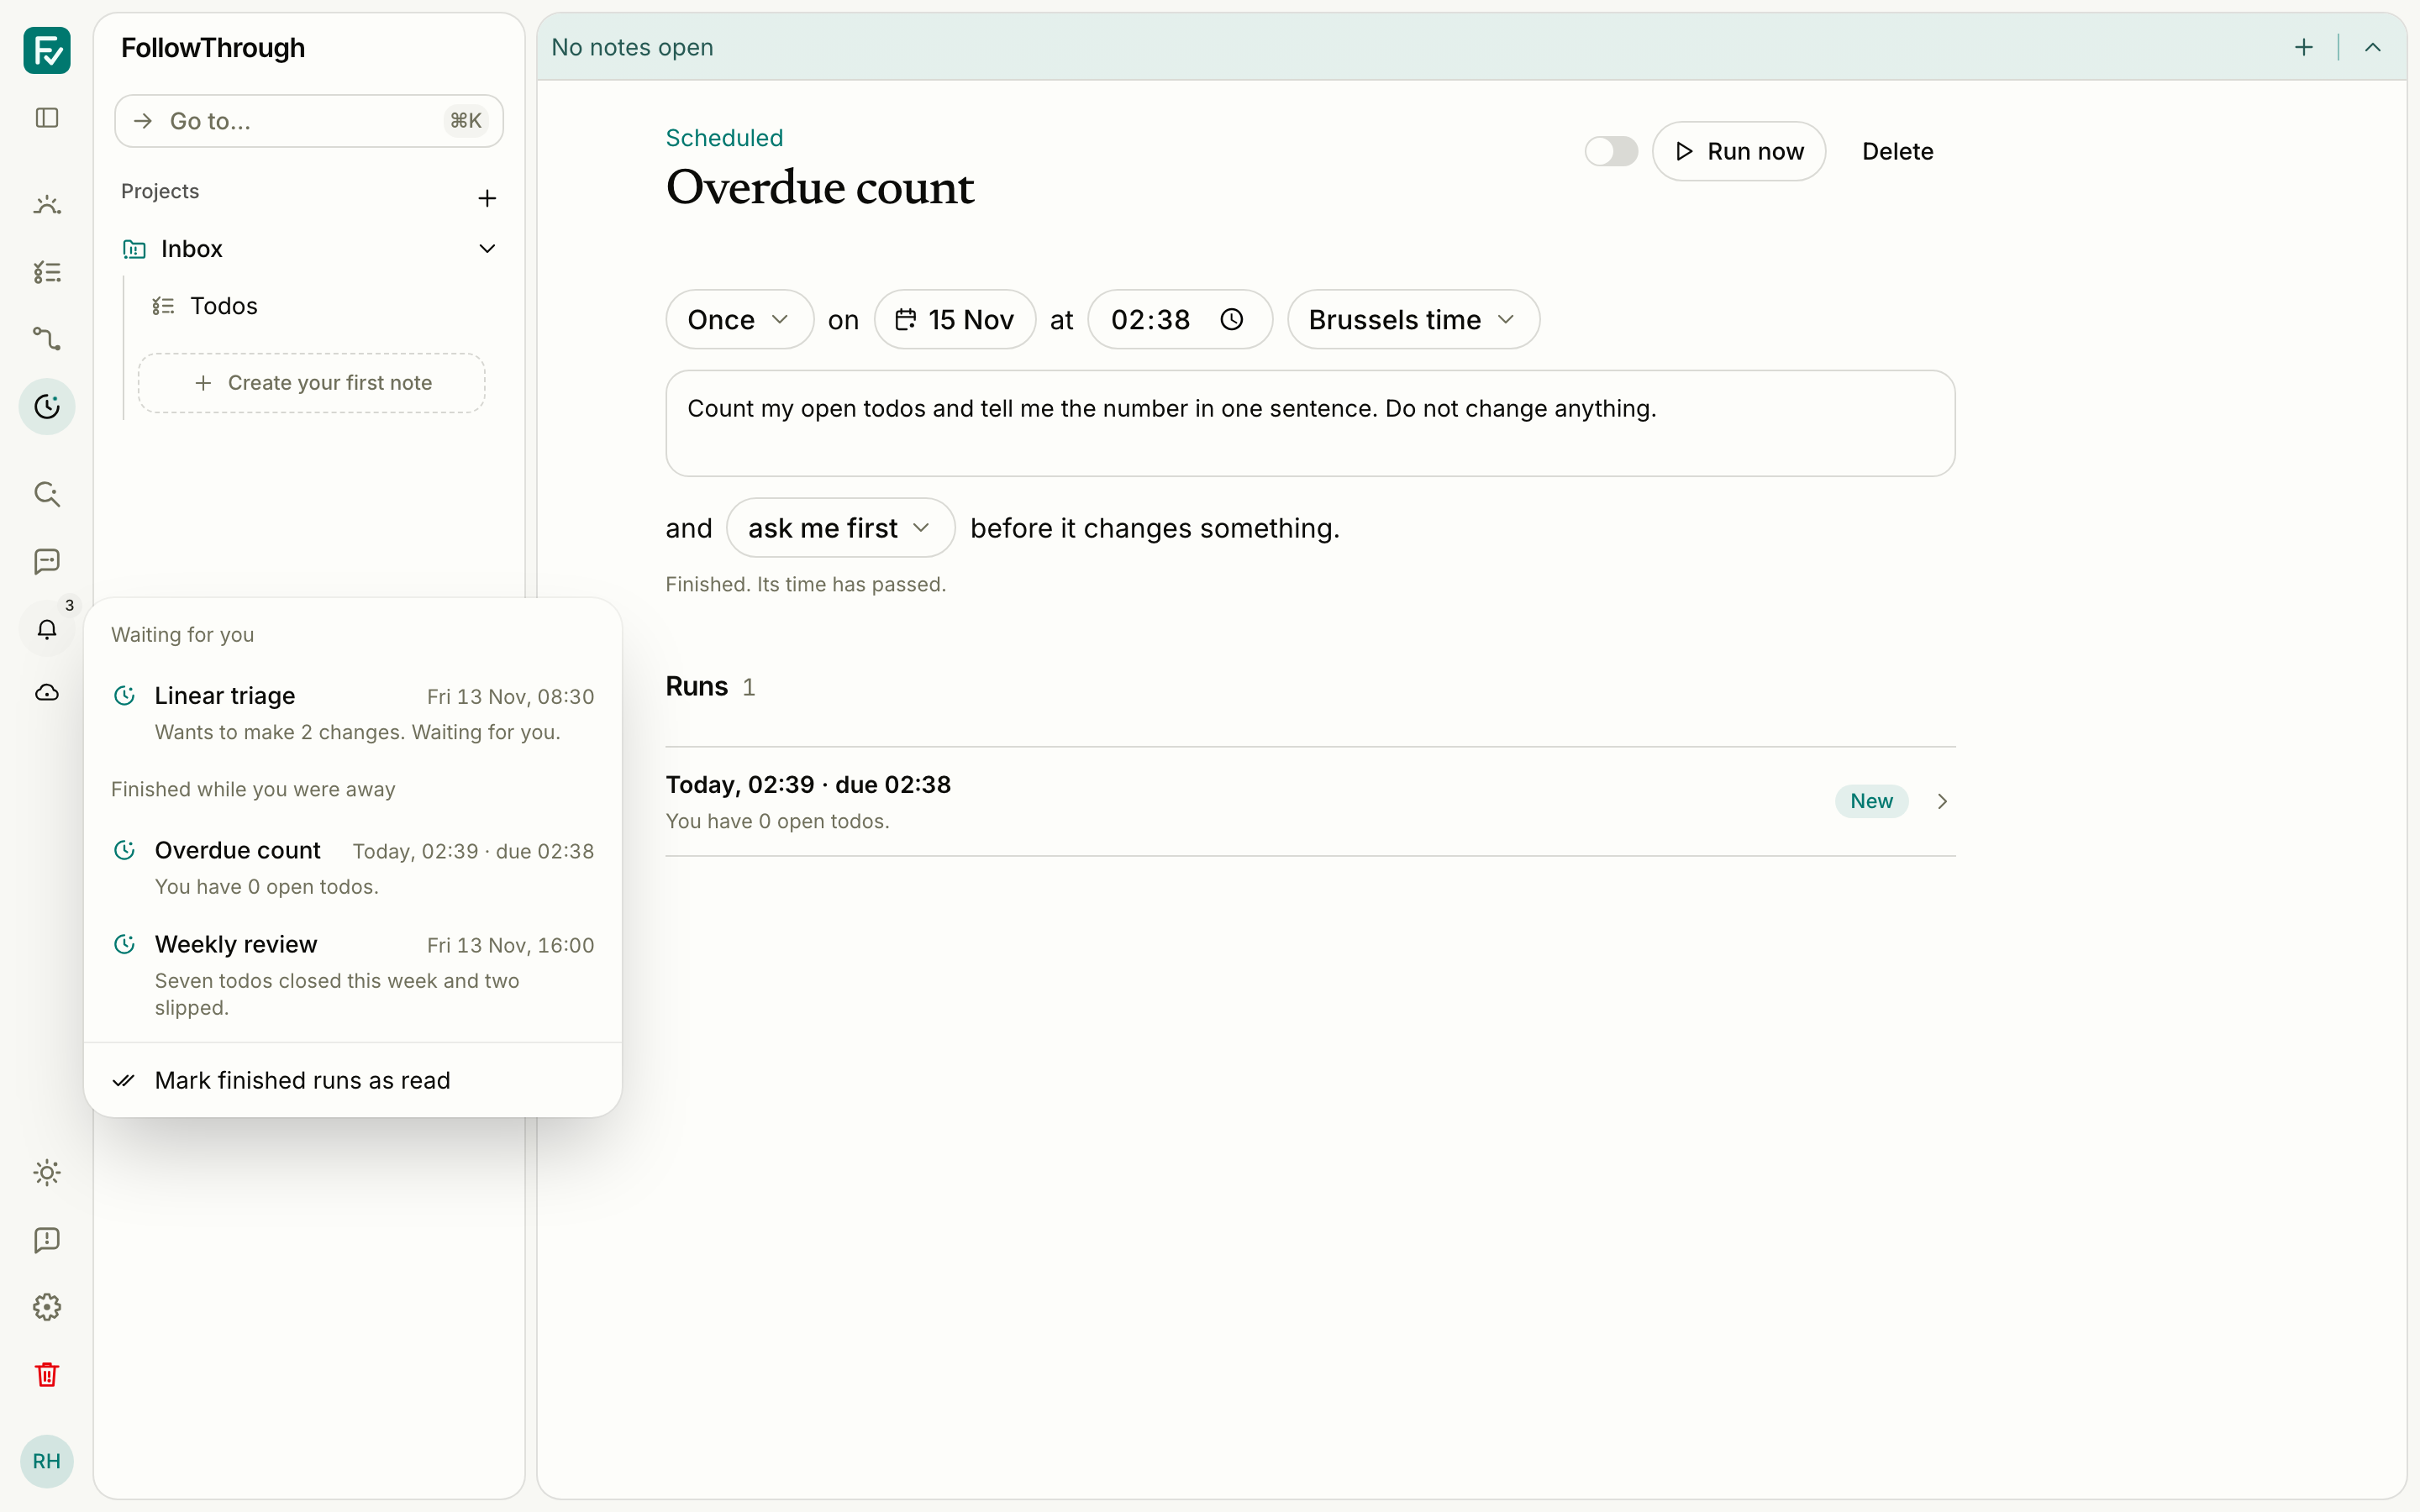 FollowThrough
Go to...
⌘K
Projects
Inbox
Todos
Create your first note
3
Waiting for you
Linear triage
Fri 13 Nov, 08:30
Wants to make 2 changes. Waiting for you.
Finished while you were away
Overdue count
Today, 02:39 · due 02:38
You have 0 open todos.
Weekly review
Fri 13 Nov, 16:00
Seven todos closed this week and two
slipped.
Mark finished runs as read
RH
No notes open
Scheduled
Overdue count
Run now
Delete
Once on 15 Nov at 02:38 Brussels time
Count my open todos and tell me the number in one sentence. Do not change anything.
and ask me first before it changes something.
Finished. Its time has passed.
Runs 1
Today, 02:39 · due 02:38
You have 0 open todos.
New